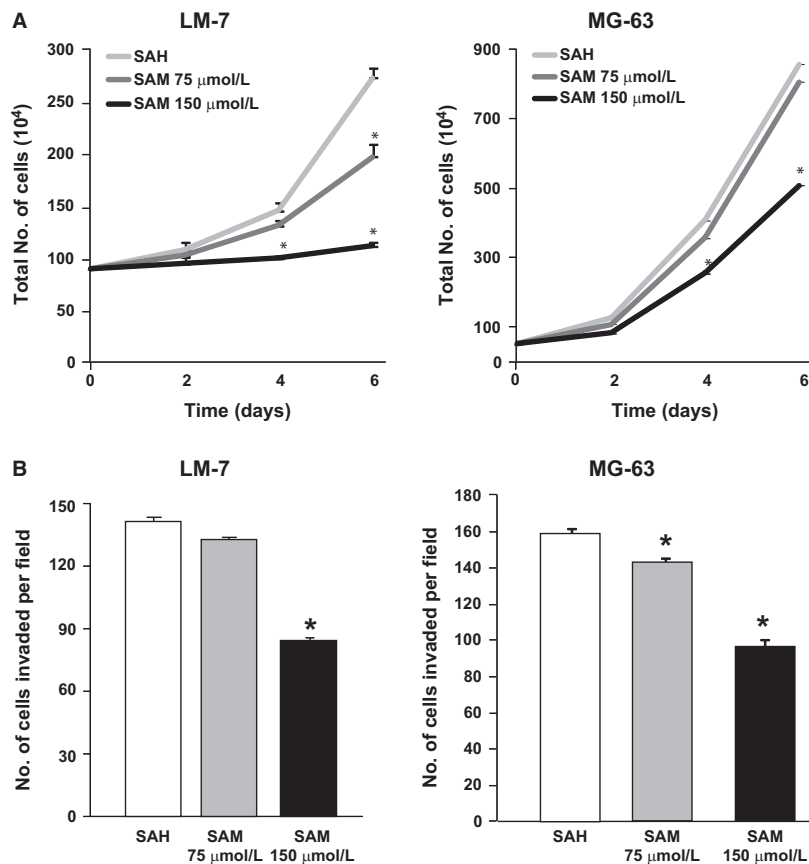 A
LM-7
300
250
200
150
100
50
0
Total No. of cells (10⁴)
SAH
SAM 75 μmol/L
SAM 150 μmol/L
*
*
*
0 2 4 6
Time (days)
MG-63
900
700
500
300
100
0
Total No. of cells (10⁴)
SAH
SAM 75 μmol/L
SAM 150 μmol/L
*
*
0 2 4 6
Time (days)
B
LM-7
150
120
90
60
30
0
No. of cells invaded per field
*
SAH SAM SAM
75 μmol/L 150 μmol/L
MG-63
180
160
140
120
100
80
60
40
20
0
No. of cells invaded per field
*
*
SAH SAM SAM
75 μmol/L 150 μmol/L